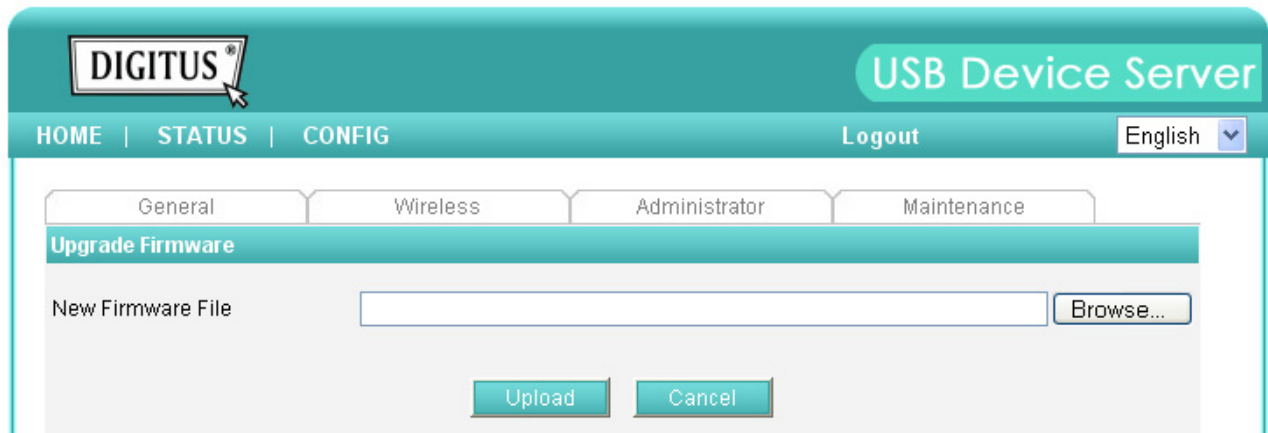 DIGITUS®
USB Device Server
HOME | STATUS | CONFIG Logout English
General Wireless Administrator Maintenance
Upgrade Firmware
New Firmware File Browse...
Upload Cancel